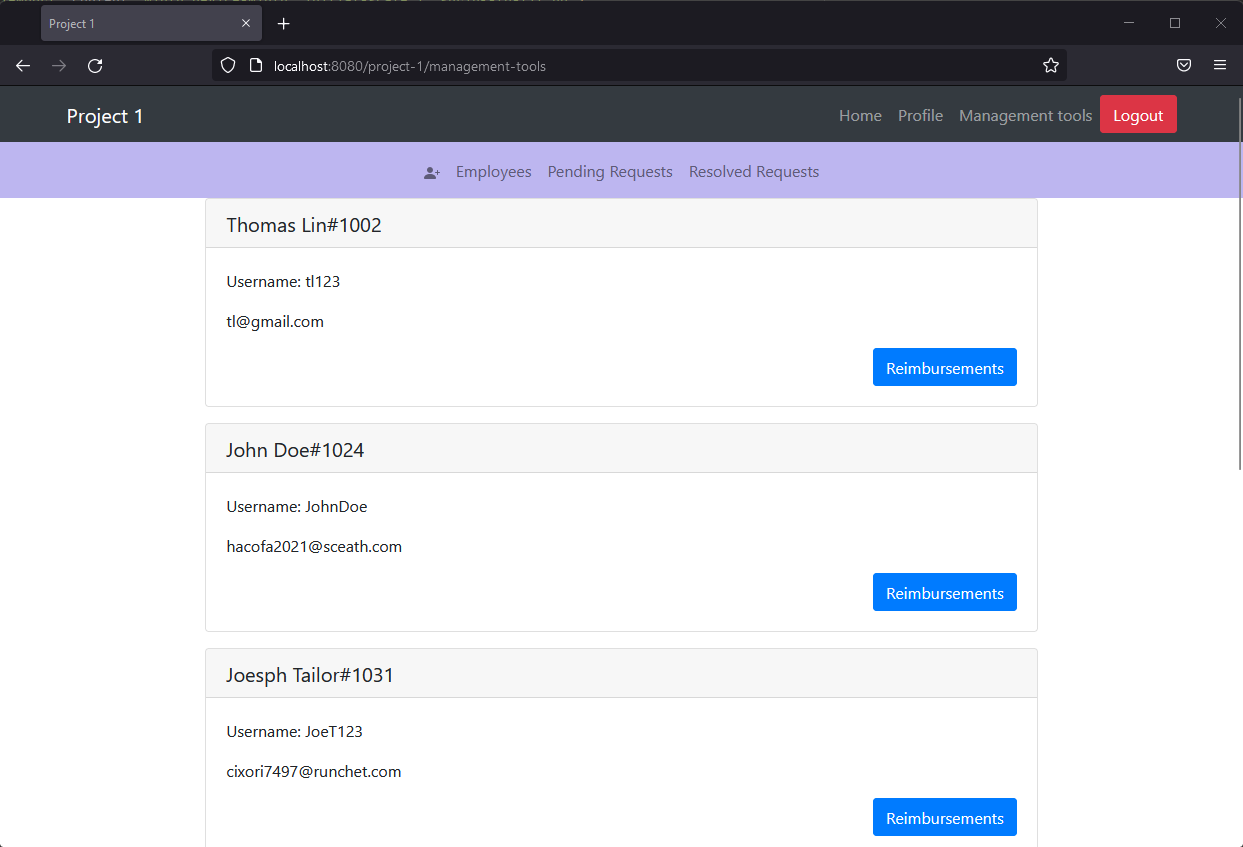 Project 1
localhost:8080/project-1/management-tools
Project 1 Home Profile Management tools Logout
Employees Pending Requests Resolved Requests
Thomas Lin#1002
Username: tl123
tl@gmail.com
Reimbursements
John Doe#1024
Username: JohnDoe
hacofa2021@sceath.com
Reimbursements
Joesph Tailor#1031
Username: JoeT123
cixori7497@runchet.com
Reimbursements